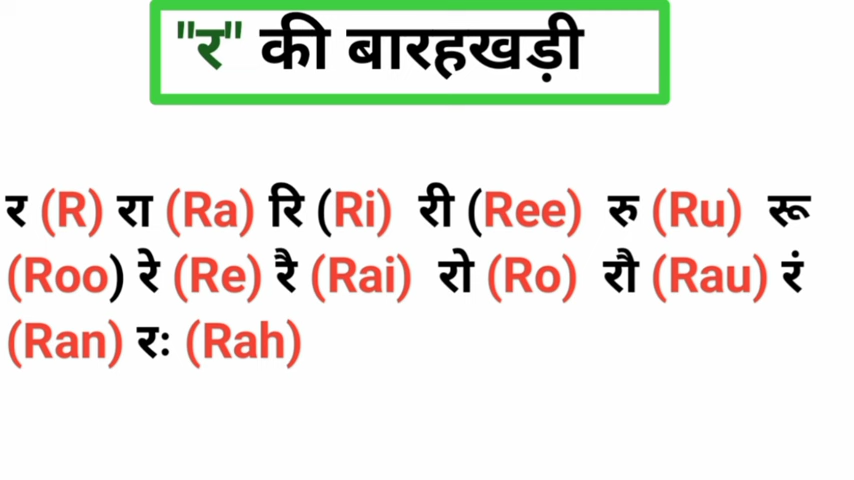 "र" की बारहखड़ी
र (R) रा (Ra) रि (Ri) री (Ree) रु (Ru) रू
(Roo) रे (Re) रै (Rai) रो (Ro) रौ (Rau) रं
(Ran) रः (Rah)